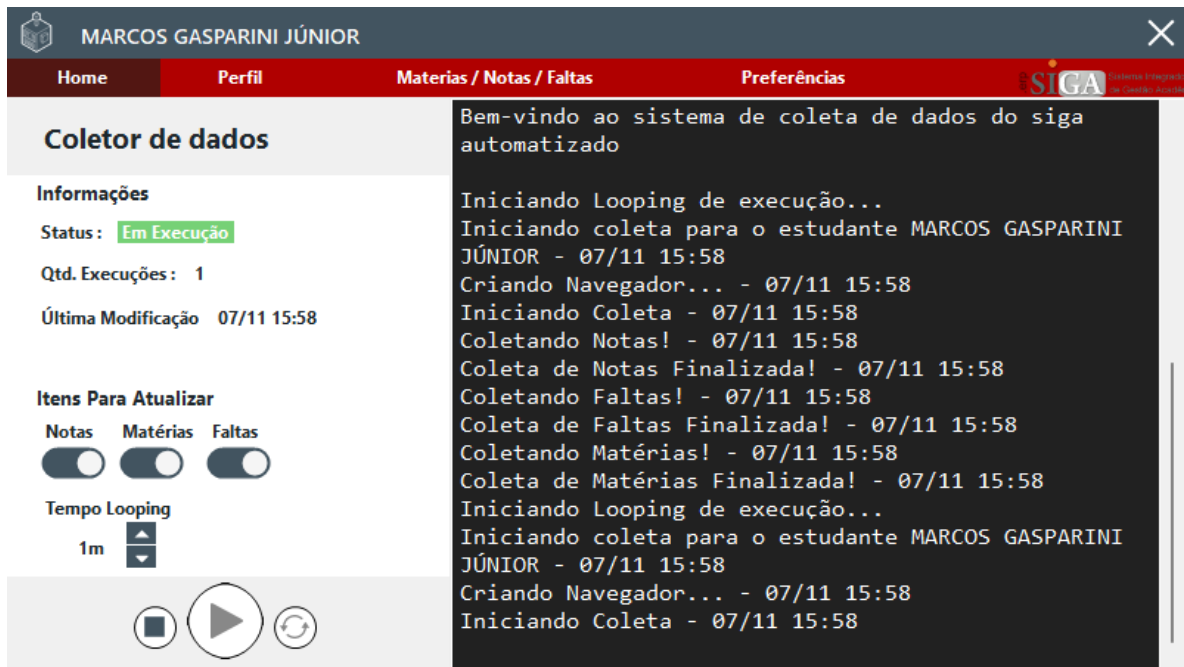 MARCOS GASPARINI JÚNIOR
Home Perfil Materias / Notas / Faltas Preferências
SIGA
Sistema Integrado
de Gestão
Coletor de dados
Informações
Status : Em Execução
Qtd. Execuções : 1
Última Modificação 07/11 15:58
Itens Para Atualizar
Notas Matérias Faltas
Tempo Looping
1m
Bem-vindo ao sistema de coleta de dados do siga
automatizado
Iniciando Looping de execução...
Iniciando coleta para o estudante MARCOS GASPARINI
JÚNIOR - 07/11 15:58
Criando Navegador... - 07/11 15:58
Iniciando Coleta - 07/11 15:58
Coletando Notas! - 07/11 15:58
Coleta de Notas Finalizada! - 07/11 15:58
Coletando Faltas! - 07/11 15:58
Coleta de Faltas Finalizada! - 07/11 15:58
Coletando Matérias! - 07/11 15:58
Coleta de Matérias Finalizada! - 07/11 15:58
Iniciando Looping de execução...
Iniciando coleta para o estudante MARCOS GASPARINI
JÚNIOR - 07/11 15:58
Criando Navegador... - 07/11 15:58
Iniciando Coleta - 07/11 15:58